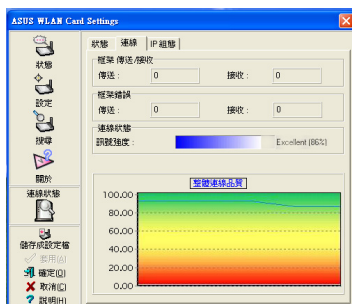 ASUS WLAN Card Settings
狀態
設定
搜尋
關於
連線狀態
儲存成設定檔
套用(A)
確定(O)
取消(C)
說明(H)
狀態 連線 IP 組態
框架 傳送/接收
傳送: 0 接收: 0
框架錯誤
傳送: 0 接收: 0
連線狀態
訊號強度: Excellent (86%)
整體連線品質
100.00
80.00
60.00
40.00
20.00
0.00